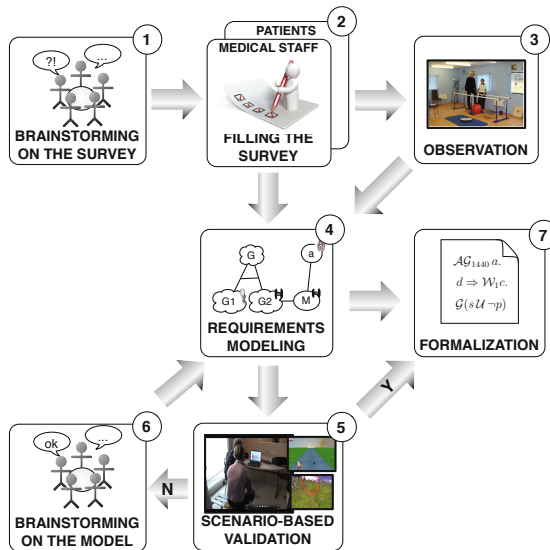 1
?!
...
BRAINSTORMING
ON THE SURVEY
2
PATIENTS
MEDICAL STAFF
FILLING THE
SURVEY
3
OBSERVATION
4
G
a
G1
G2
M
REQUIREMENTS
MODELING
7
𝒜𝒢₁₄₄₀ a.
d ⇒ 𝒲₁c.
𝒢(s 𝒰 ¬p)
FORMALIZATION
6
ok
...
BRAINSTORMING
ON THE MODEL
N
Y
5
SCENARIO-BASED
VALIDATION